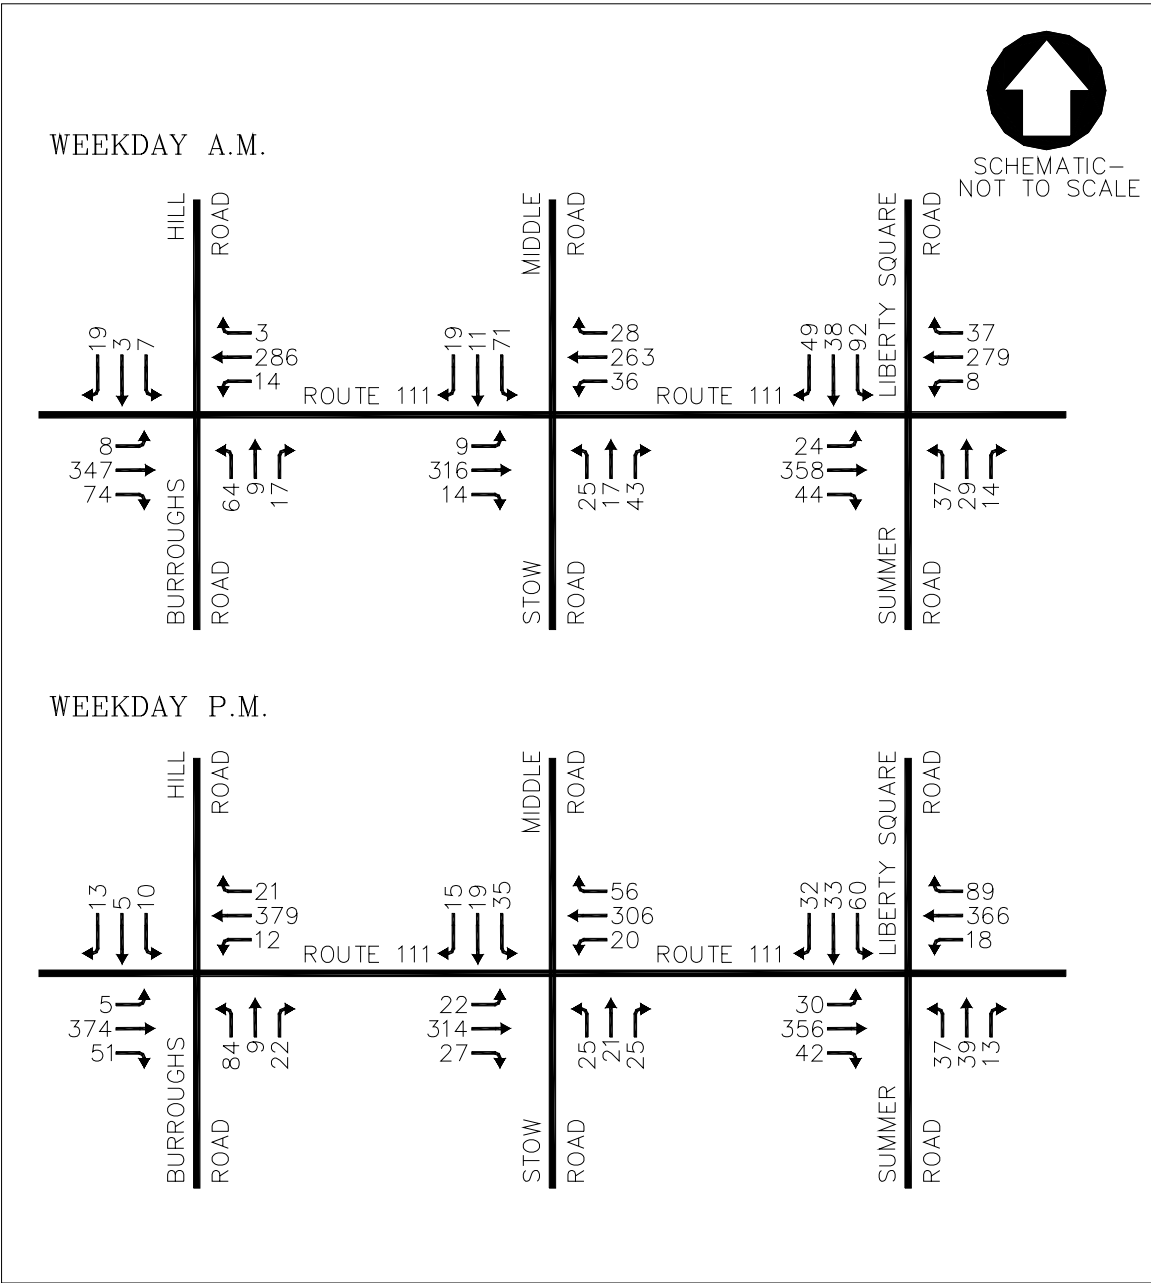 SCHEMATIC–
NOT TO SCALE
WEEKDAY A.M.
HILL ROAD
19 3 7
3
286
14
8
347
74
64 9 17
BURROUGHS ROAD
ROUTE 111
MIDDLE ROAD
19 11 71
28
263
36
9
316
14
25 17 43
STOW ROAD
ROUTE 111
LIBERTY SQUARE ROAD
49 38 92
37
279
8
24
358
44
37 29 14
SUMMER ROAD
WEEKDAY P.M.
HILL ROAD
13 5 10
21
379
12
5
374
51
84 9 22
BURROUGHS ROAD
ROUTE 111
MIDDLE ROAD
15 19 35
56
306
20
22
314
27
25 21 25
STOW ROAD
ROUTE 111
LIBERTY SQUARE ROAD
32 33 60
89
366
18
30
356
42
37 39 13
SUMMER ROAD